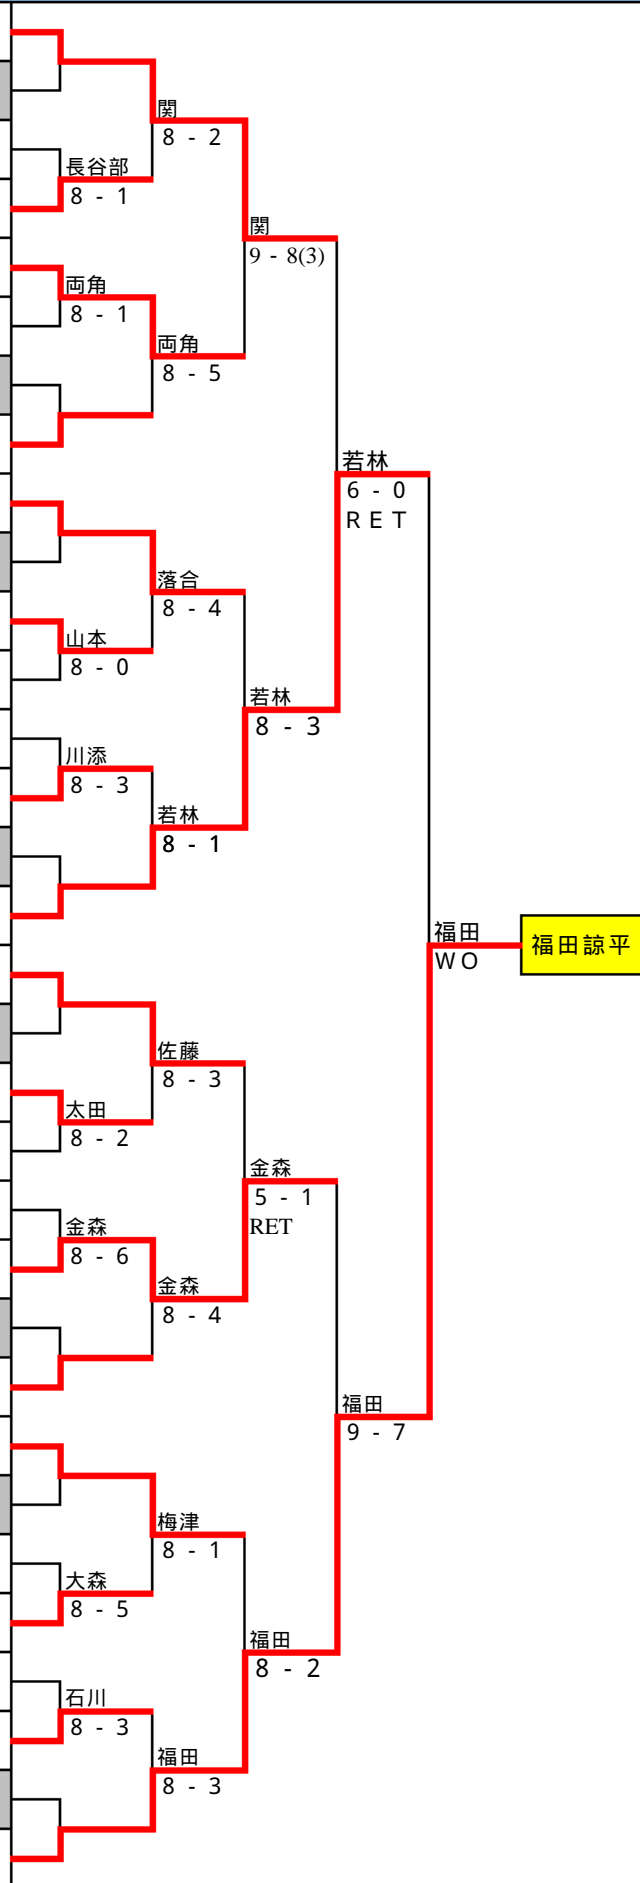 関
8 - 2
長谷部
8 - 1
関
9 - 8(3)
両角
8 - 1
両角
8 - 5
若林
6 - 0
ＲＥＴ
落合
8 - 4
山本
8 - 0
若林
8 - 3
川添
8 - 3
若林
8 - 1
福田
ＷＯ
福田諒平
佐藤
8 - 3
太田
8 - 2
金森
5 - 1
RET
金森
8 - 6
金森
8 - 4
福田
9 - 7
梅津
8 - 1
大森
8 - 5
福田
8 - 2
石川
8 - 3
福田
8 - 3